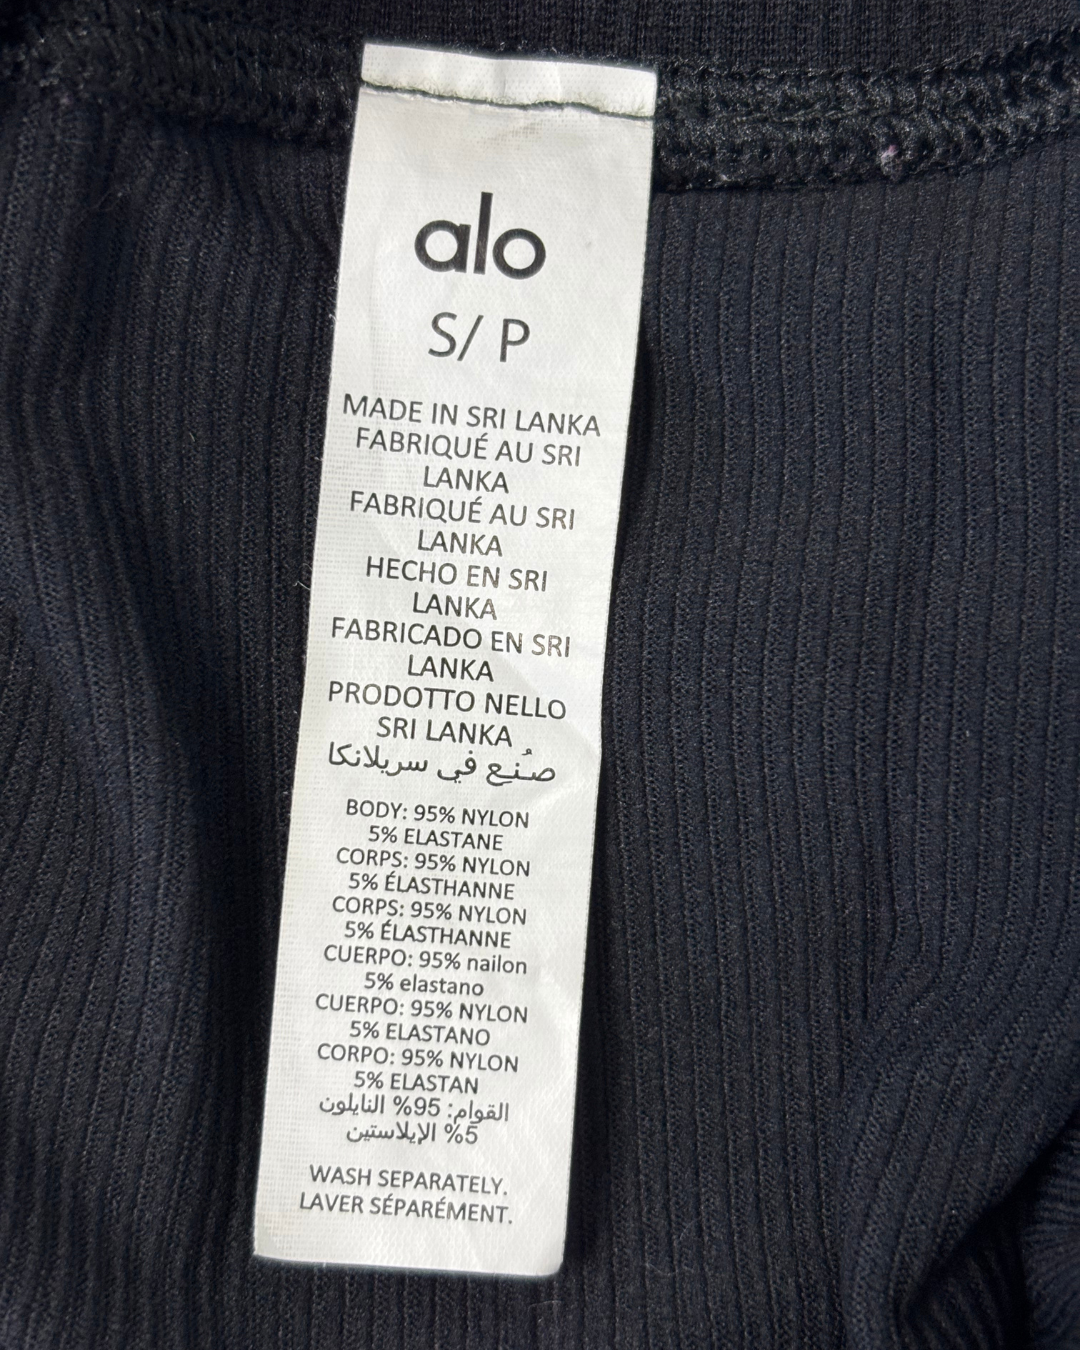 alo
S/ P
MADE IN SRI LANKA
FABRIQUÉ AU SRI
LANKA
FABRIQUÉ AU SRI
LANKA
HECHO EN SRI
LANKA
FABRICADO EN SRI
LANKA
PRODOTTO NELLO
SRI LANKA
صُنع في سريلانكا
BODY: 95% NYLON
5% ELASTANE
CORPS: 95% NYLON
5% ÉLASTHANNE
CORPS: 95% NYLON
5% ÉLASTHANNE
CUERPO: 95% nailon
5% elastano
CUERPO: 95% NYLON
5% ELASTANO
CORPO: 95% NYLON
5% ELASTAN
القوام: 95% النايلون
5% الإيلاستين
WASH SEPARATELY.
LAVER SÉPARÉMENT.